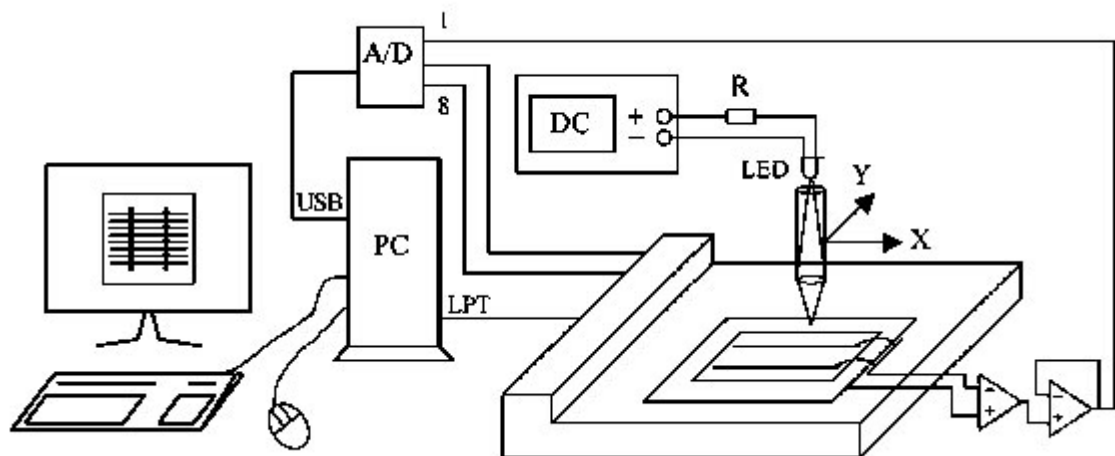 1
A/D
8
R
DC
+
−
LED
Y
X
USB
PC
LPT
−
+
−
+